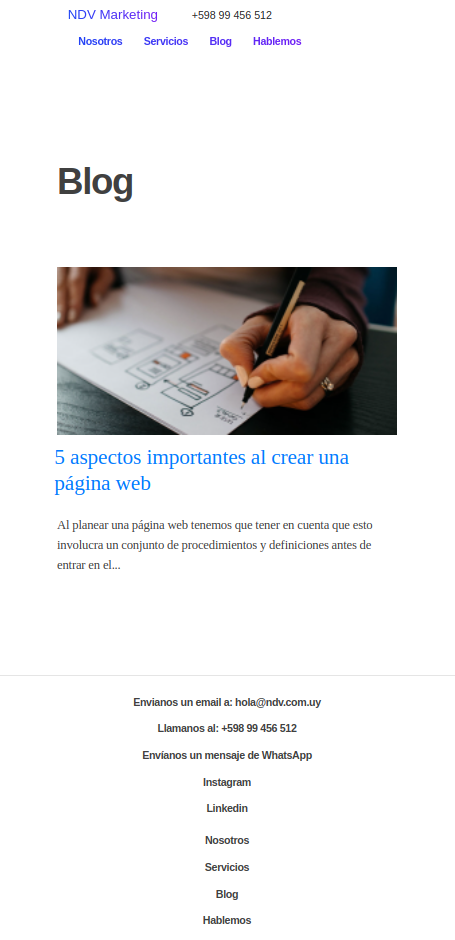 NDV Marketing +598 99 456 512
Nosotros Servicios Blog Hablemos
Blog
5 aspectos importantes al crear una
página web
Al planear una página web tenemos que tener en cuenta que esto
involucra un conjunto de procedimientos y definiciones antes de
entrar en el...
Envianos un email a: hola@ndv.com.uy
Llamanos al: +598 99 456 512
Envíanos un mensaje de WhatsApp
Instagram
Linkedin
Nosotros
Servicios
Blog
Hablemos